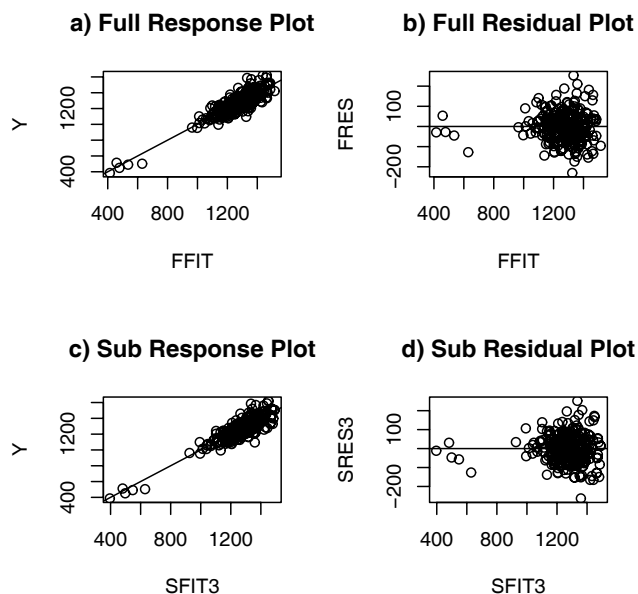 a) Full Response Plot
Y
400 1200
400 800 1200
FFIT
b) Full Residual Plot
FRES
−200 100
400 800 1200
FFIT
c) Sub Response Plot
Y
400 1200
400 800 1200
SFIT3
d) Sub Residual Plot
SRES3
−200 100
400 800 1200
SFIT3